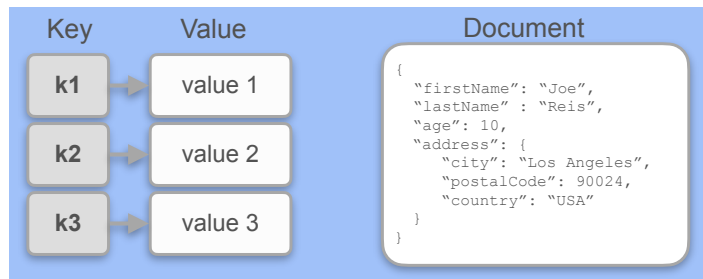 Key Value
k1 value 1
k2 value 2
k3 value 3
Document
{
  “firstName”: “Joe”,
  “lastName” : “Reis”,
  “age”: 10,
  “address”: {
     “city”: “Los Angeles”,
     “postalCode”: 90024,
     “country”: “USA”
  }
}